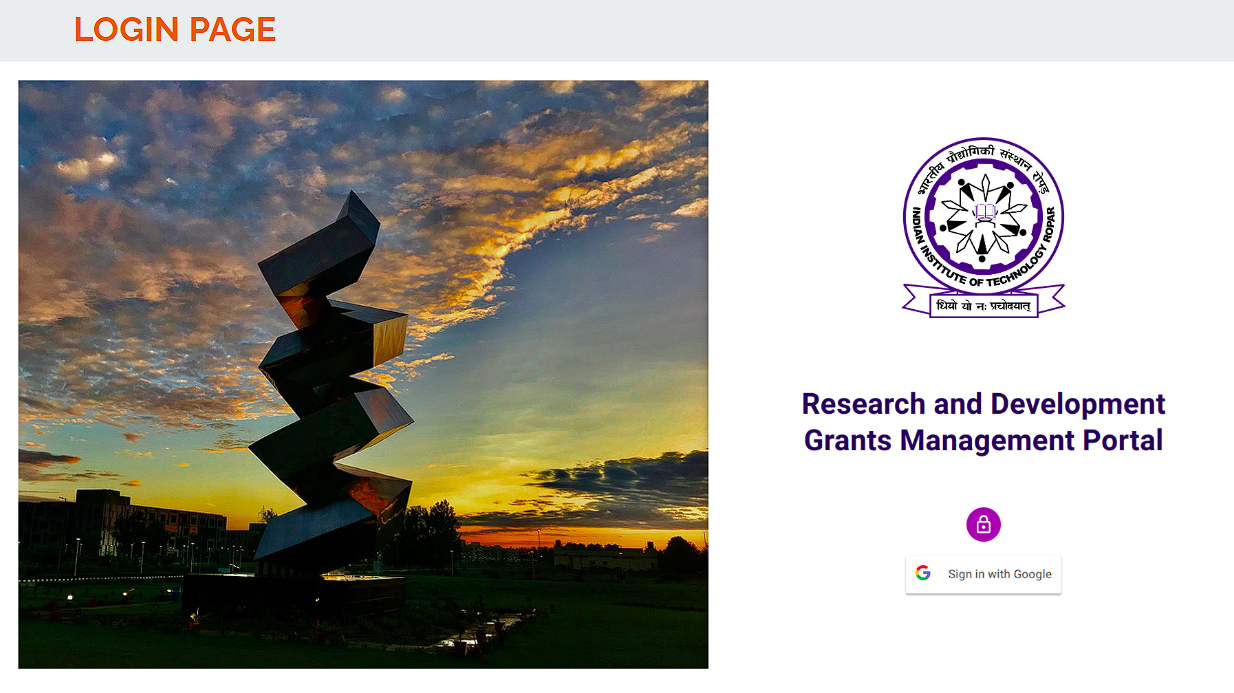 LOGIN PAGE
भारतीय प्रौद्योगिकी संस्थान रोपड़
INDIAN INSTITUTE OF TECHNOLOGY ROPAR
धियो यो नः प्रचोदयात्
Research and Development
Grants Management Portal
Sign in with Google